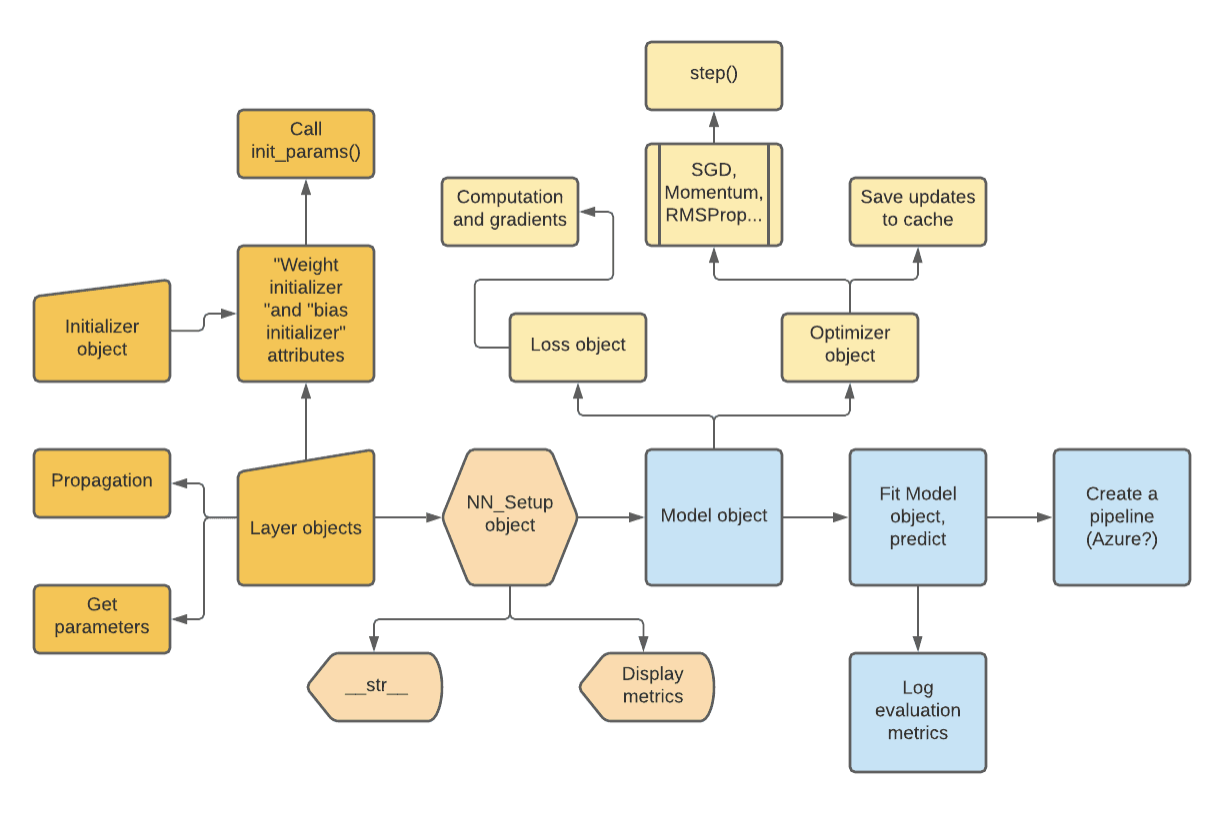 step()
Call
init_params()
SGD,
Momentum,
RMSProp...
Computation
and gradients
Save updates
to cache
"Weight
initializer
"and "bias
initializer"
attributes
Initializer
object
Loss object
Optimizer
object
Propagation
Layer objects
NN_Setup
object
Model object
Fit Model
object,
predict
Create a
pipeline
(Azure?)
Get
parameters
__str__
Display
metrics
Log
evaluation
metrics